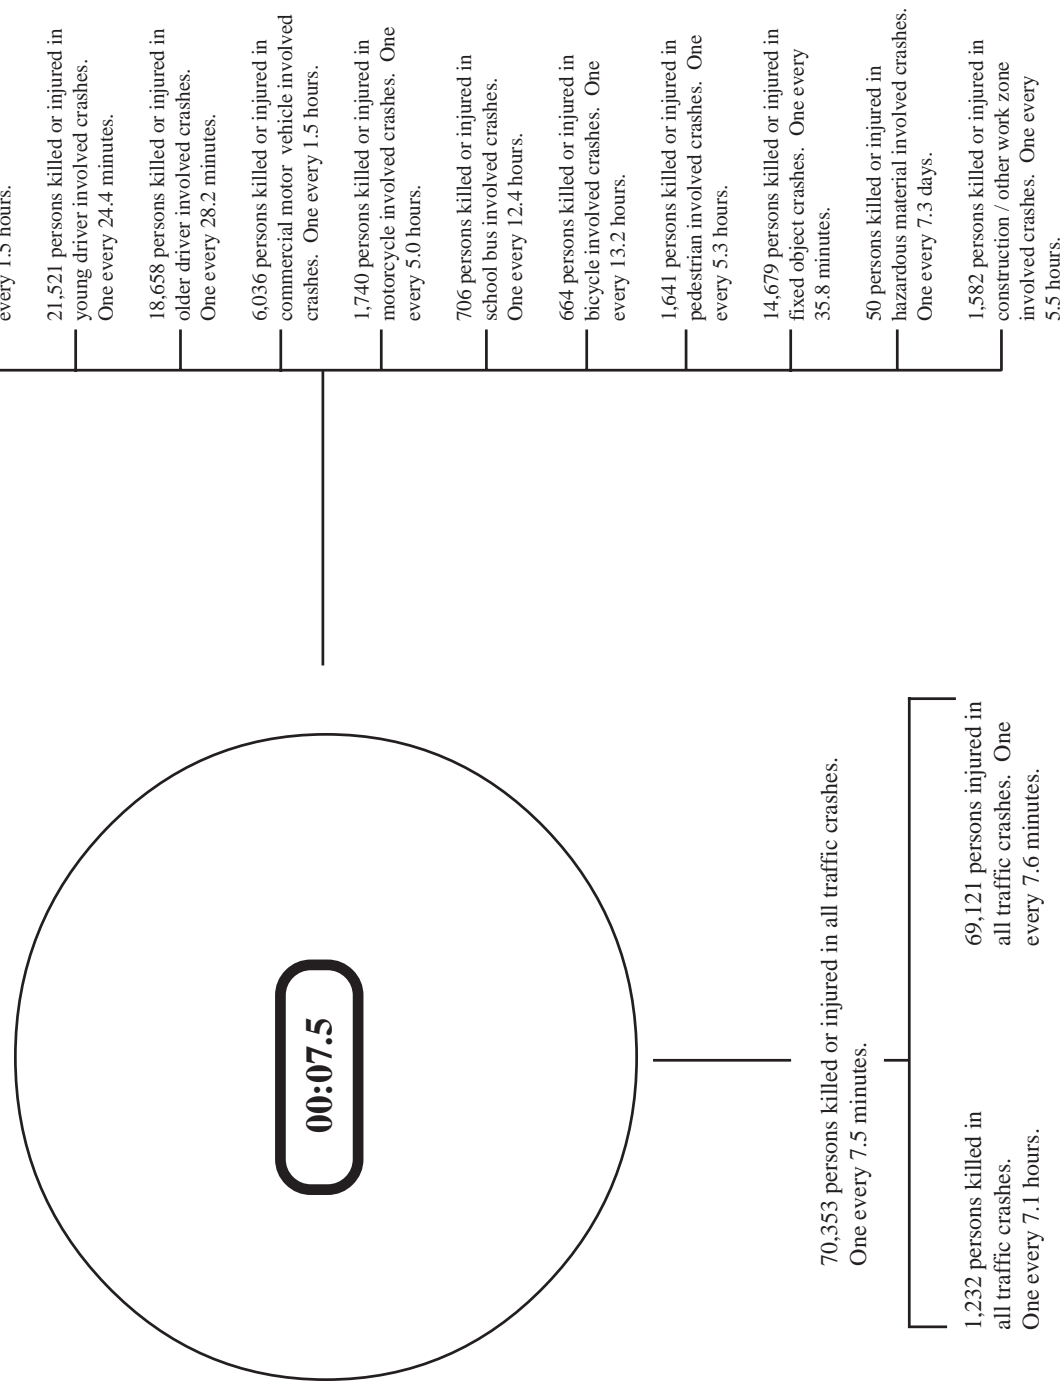 every 1.5 hours.
21,521 persons killed or injured in
young driver involved crashes.
One every 24.4 minutes.
18,658 persons killed or injured in
older driver involved crashes.
One every 28.2 minutes.
6,036 persons killed or injured in
commercial motor vehicle involved
crashes. One every 1.5 hours.
1,740 persons killed or injured in
motorcycle involved crashes. One
every 5.0 hours.
706 persons killed or injured in
school bus involved crashes.
One every 12.4 hours.
664 persons killed or injured in
bicycle involved crashes. One
every 13.2 hours.
1,641 persons killed or injured in
pedestrian involved crashes. One
every 5.3 hours.
14,679 persons killed or injured in
fixed object crashes. One every
35.8 minutes.
50 persons killed or injured in
hazardous material involved crashes.
One every 7.3 days.
1,582 persons killed or injured in
construction / other work zone
involved crashes. One every
5.5 hours.
00:07.5
70,353 persons killed or injured in all traffic crashes.
One every 7.5 minutes.
1,232 persons killed in
all traffic crashes.
One every 7.1 hours.
69,121 persons injured in
all traffic crashes. One
every 7.6 minutes.